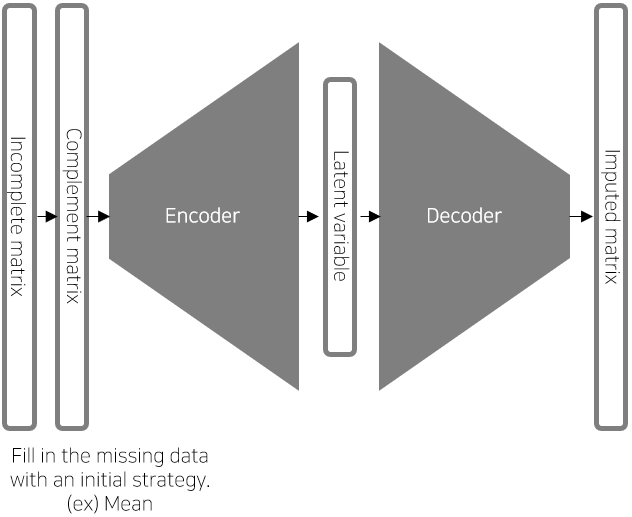 Incomplete matrix
Complement matrix
Encoder
Latent variable
Decoder
Imputed matrix
Fill in the missing data
with an initial strategy.
(ex) Mean